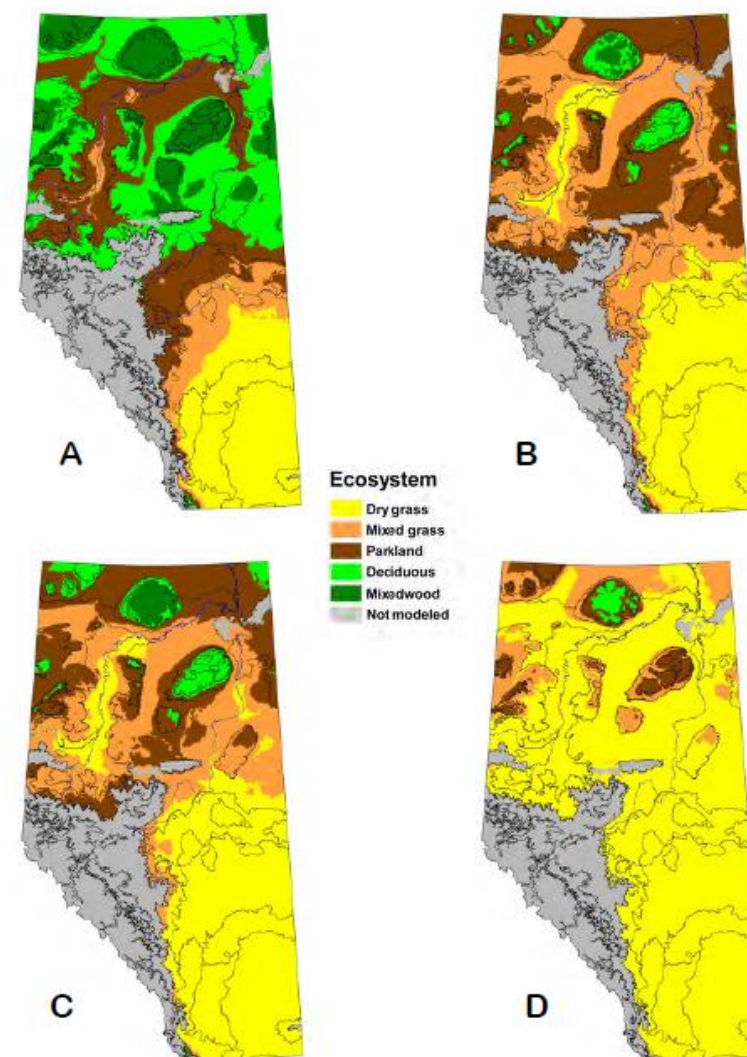 A
B
Ecosystem
Dry grass
Mixed grass
Parkland
Deciduous
Mixedwood
Not modeled
C
D